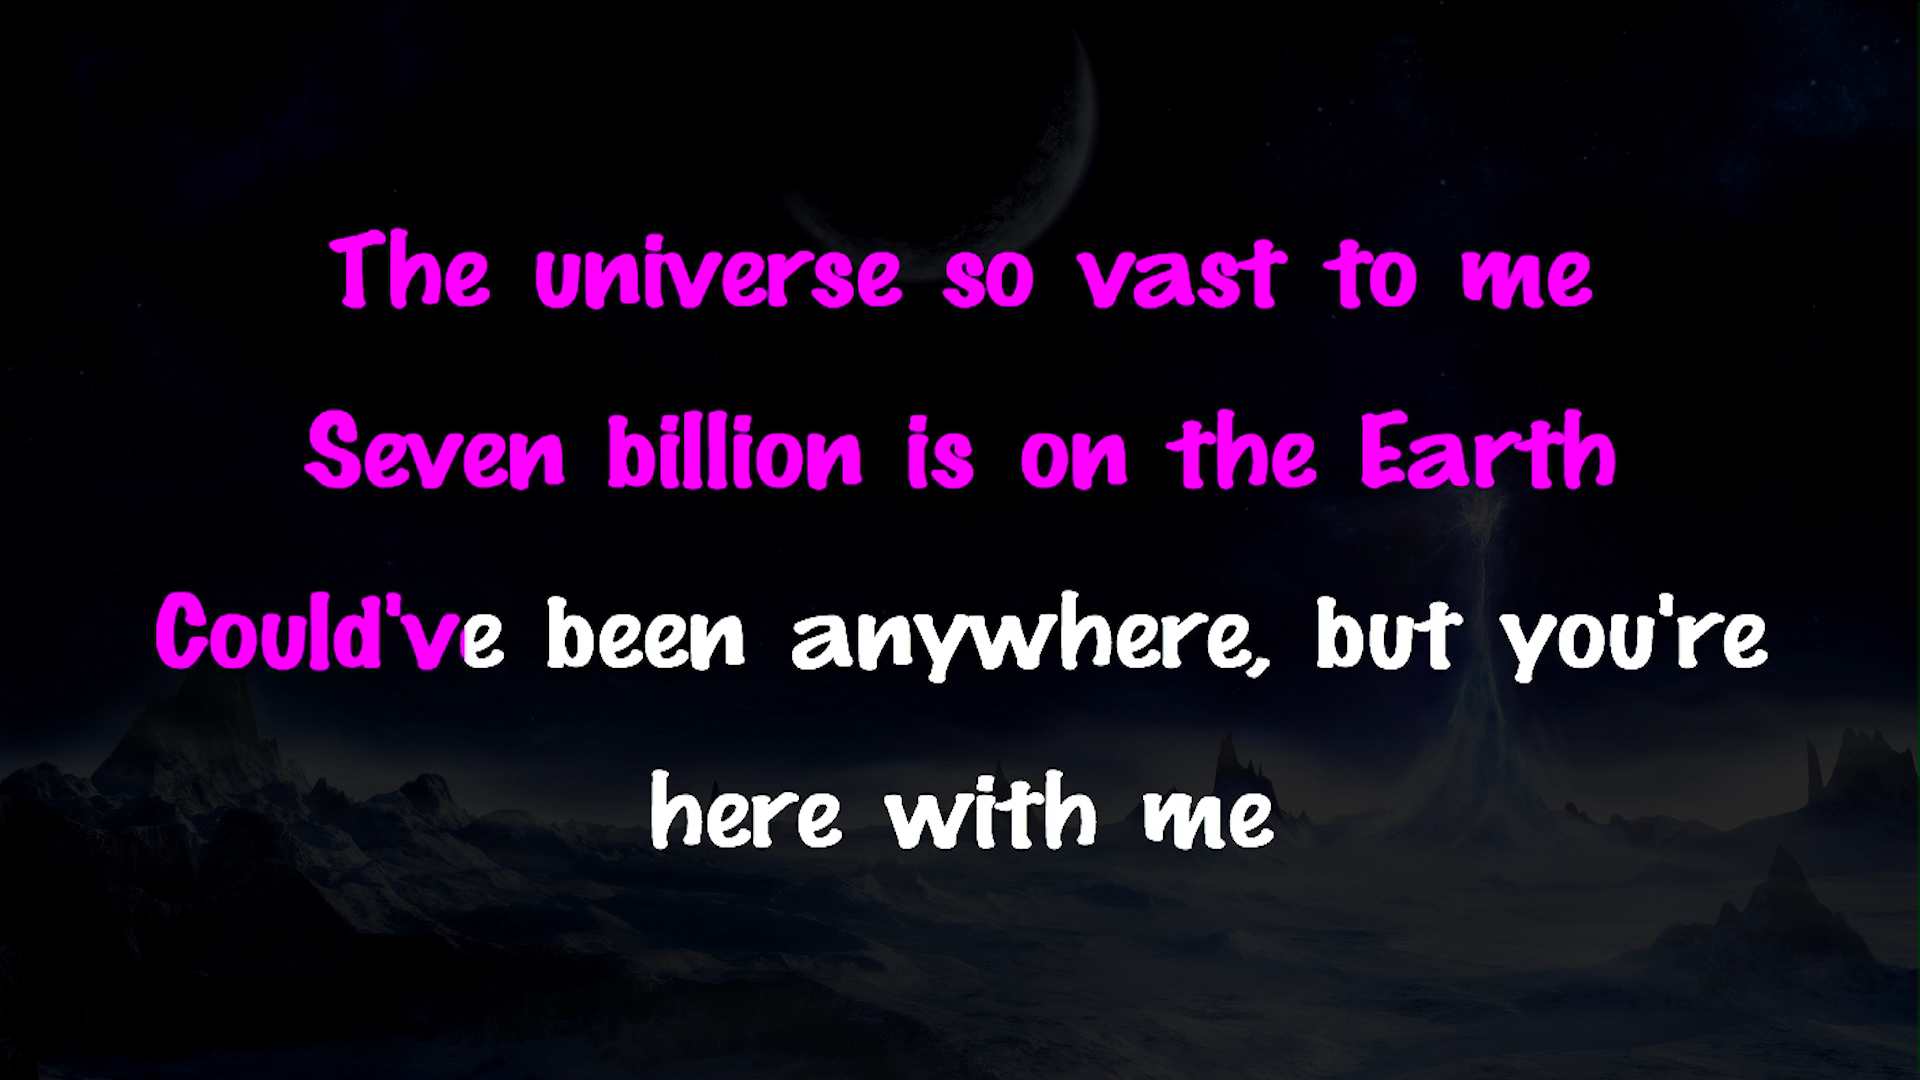 The universe so vast to me
Seven billion is on the Earth
Could've been anywhere, but you're
here with me